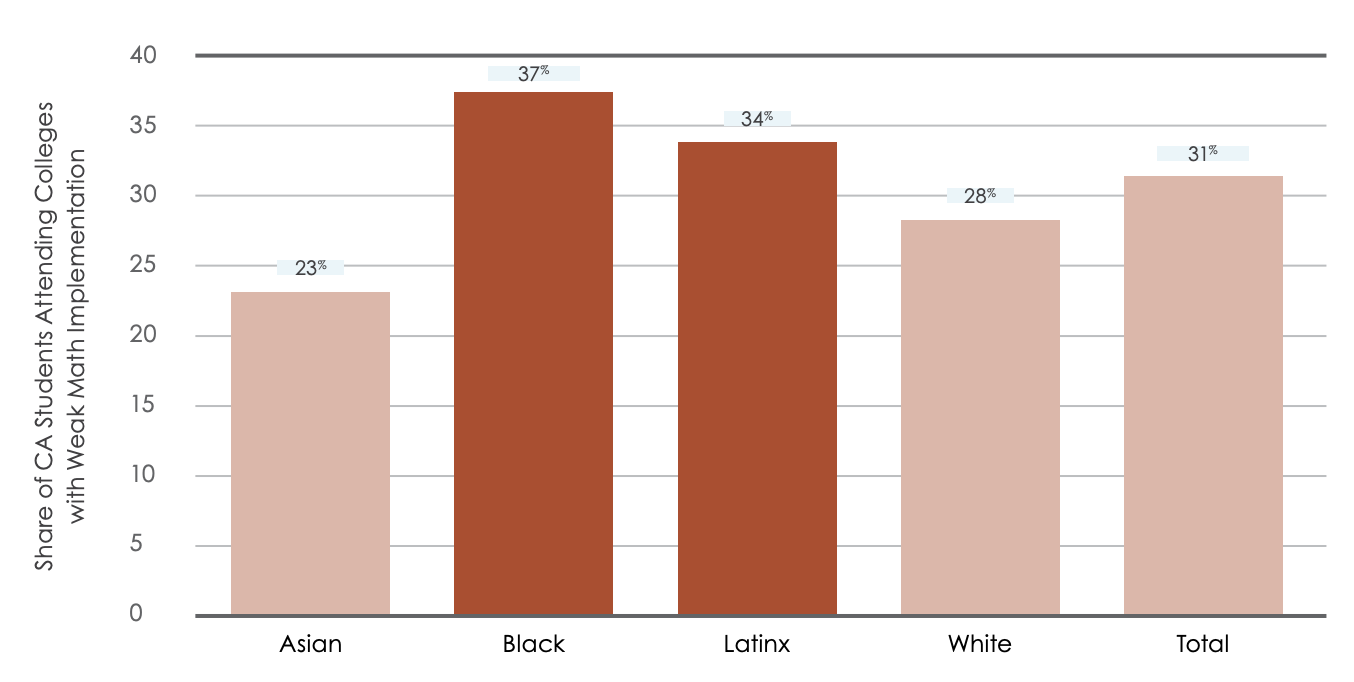 Share of CA Students Attending Colleges
with Weak Math Implementation
40
35
30
25
20
15
10
5
0
23%
37%
34%
28%
31%
Asian
Black
Latinx
White
Total